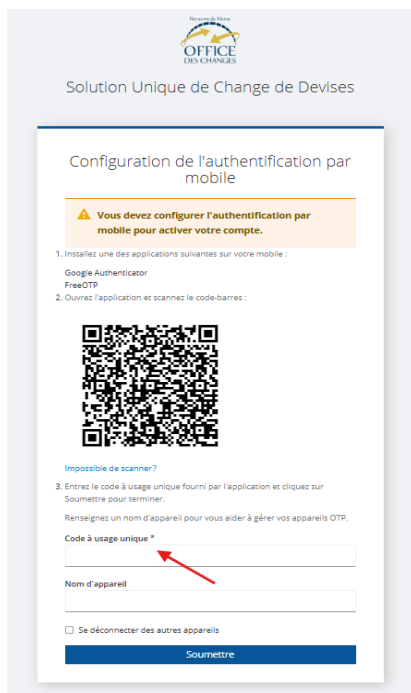 Royaume du Maroc
OFFICE
DES CHANGES
Solution Unique de Change de Devises
Configuration de l'authentification par
mobile
Vous devez configurer l'authentification par
mobile pour activer votre compte.
1. Installez une des applications suivantes sur votre mobile :
Google Authenticator
FreeOTP
2. Ouvrez l'application et scannez le code-barres :
Impossible de scanner?
3. Entrez le code à usage unique fourni par l'application et cliquez sur
Soumettre pour terminer.
Renseignez un nom d'appareil pour vous aider à gérer vos appareils OTP.
Code à usage unique *
Nom d'appareil
Se déconnecter des autres appareils
Soumettre